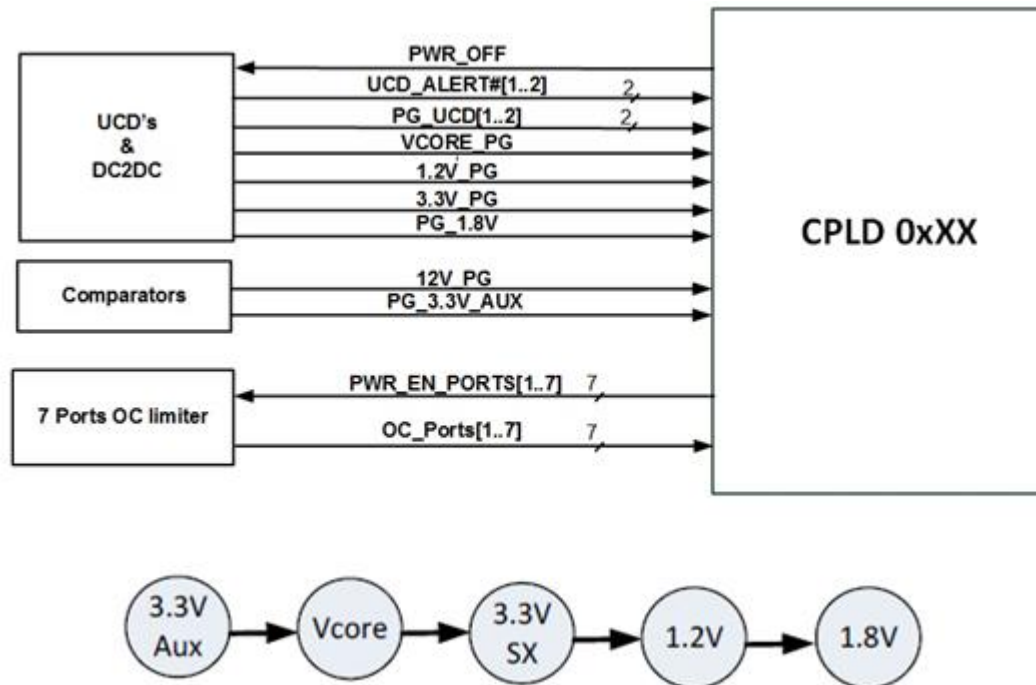 PWR_OFF
UCD_ALERT#[1..2] 2
PG_UCD[1..2] 2
VCORE_PG
1.2V_PG
3.3V_PG
PG_1.8V
UCD's
&
DC2DC
CPLD 0xXX
Comparators
12V_PG
PG_3.3V_AUX
7 Ports OC limiter
PWR_EN_PORTS[1..7] 7
OC_Ports[1..7] 7
3.3V
Aux
Vcore
3.3V
SX
1.2V
1.8V